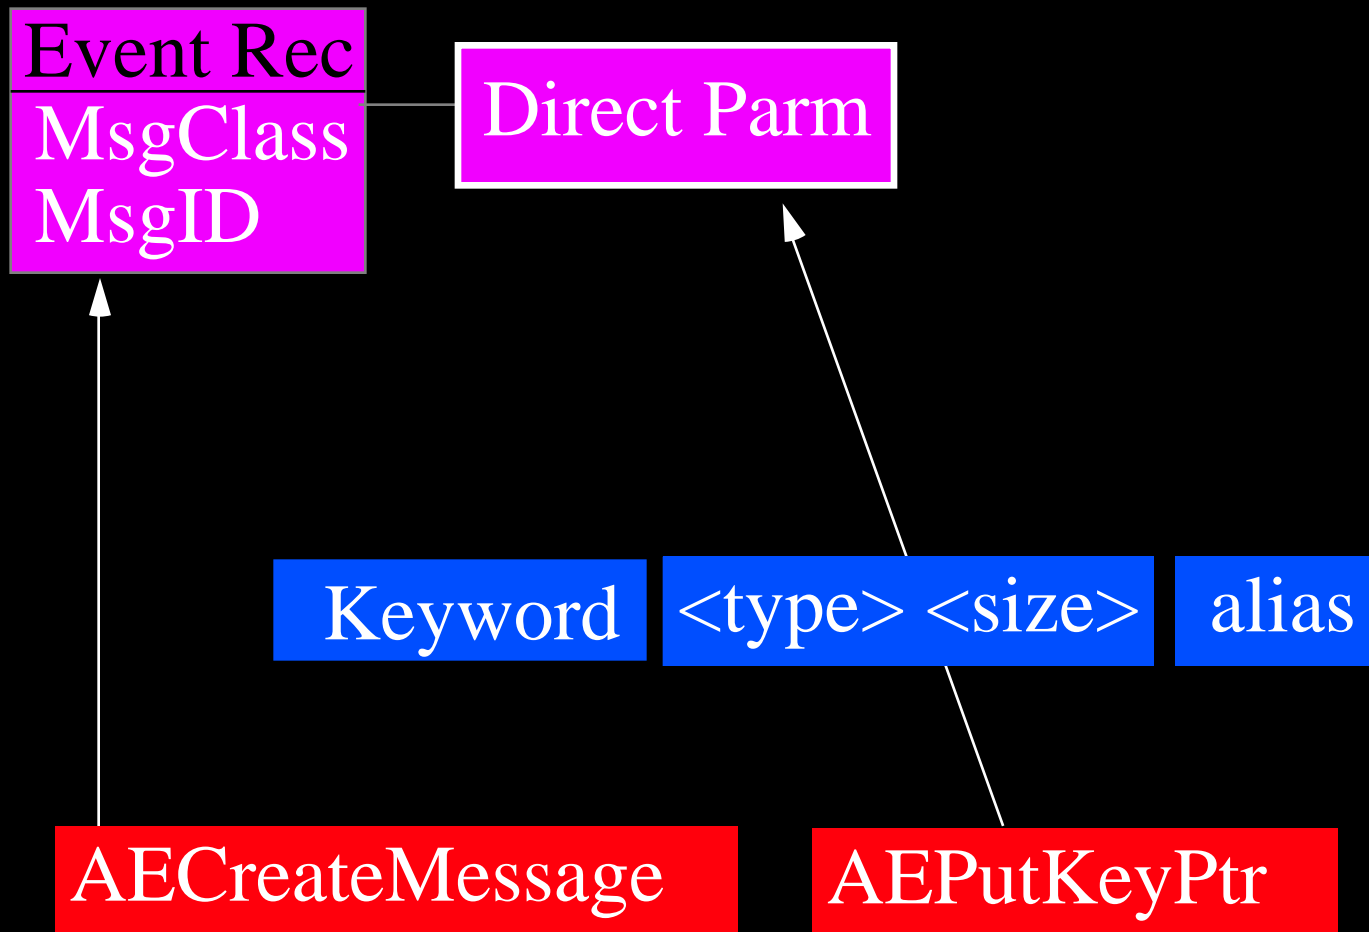 Event Rec
MsgClass
MsgID
Direct Parm
Keyword
<type> <size>
alias
AECreateMessage
AEPutKeyPtr